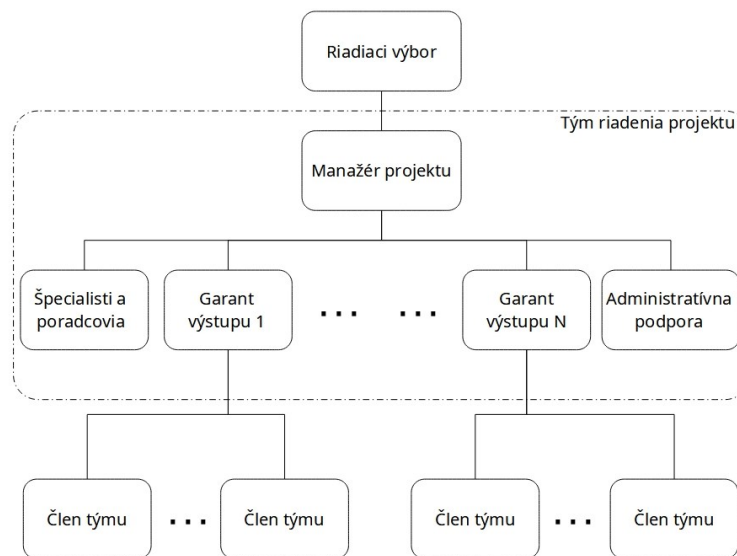 Riadiaci výbor
Tým riadenia projektu
Manažér projektu
Špecialisti a
poradcovia
Garant
výstupu 1
... ...
Garant
výstupu N
Administratívna
podpora
Člen týmu
...
Člen týmu
Člen týmu
...
Člen týmu